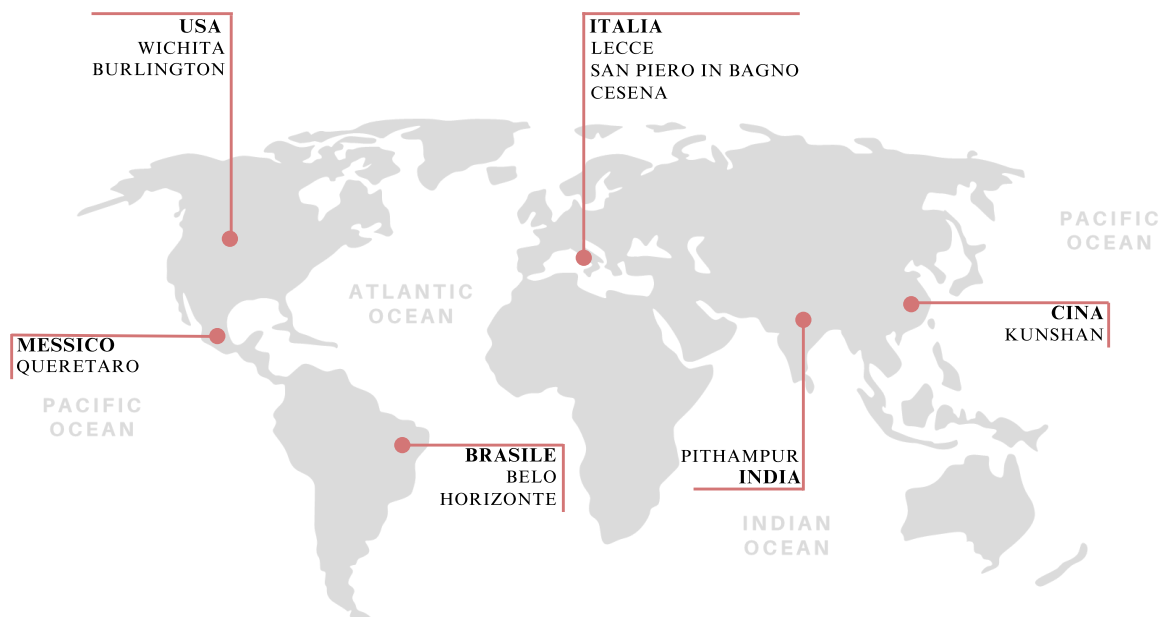 USA
WICHITA
BURLINGTON
ITALIA
LECCE
SAN PIERO IN BAGNO
CESENA
PACIFIC
OCEAN
ATLANTIC
OCEAN
CINA
KUNSHAN
MESSICO
QUERETARO
PACIFIC
OCEAN
BRASILE
BELO
HORIZONTE
PITHAMPUR
INDIA
INDIAN
OCEAN